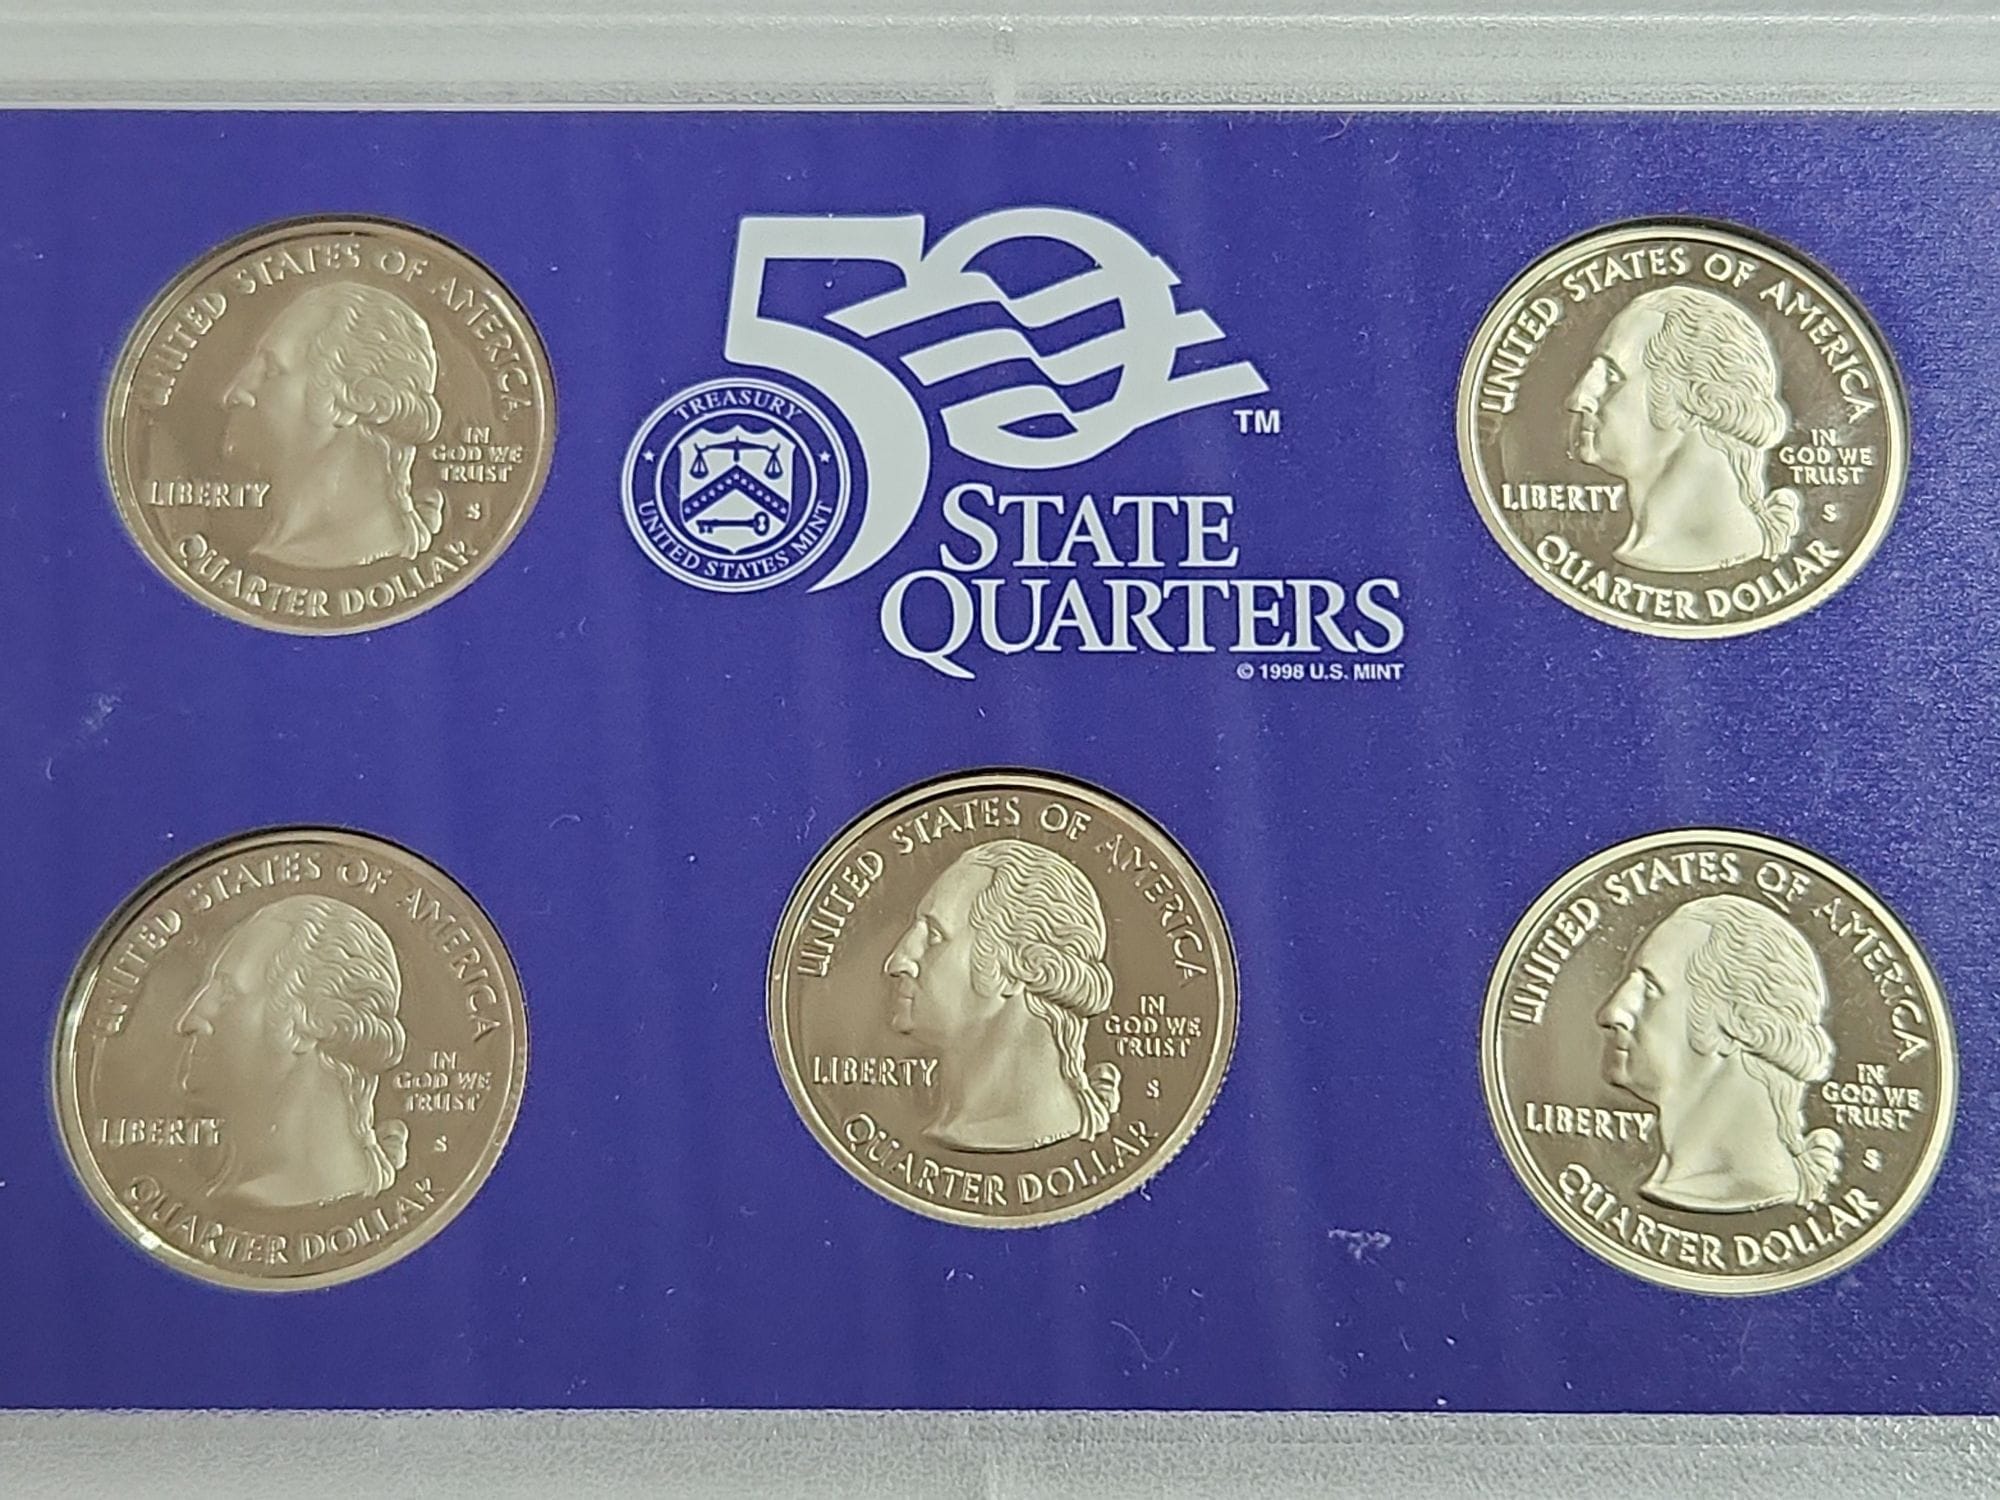 UNITED STATES OF AMERICA
IN
GOD WE
TRUST
LIBERTY
S
QUARTER DOLLAR
50
TM
TREASURY
UNITED STATES MINT
STATE
QUARTERS
© 1998 U.S. MINT
UNITED STATES OF AMERICA
IN
GOD WE
TRUST
LIBERTY
S
QUARTER DOLLAR
UNITED STATES OF AMERICA
IN
GOD WE
TRUST
LIBERTY
S
QUARTER DOLLAR
UNITED STATES OF AMERICA
IN
GOD WE
TRUST
LIBERTY
S
QUARTER DOLLAR
UNITED STATES OF AMERICA
IN
GOD WE
TRUST
LIBERTY
S
QUARTER DOLLAR